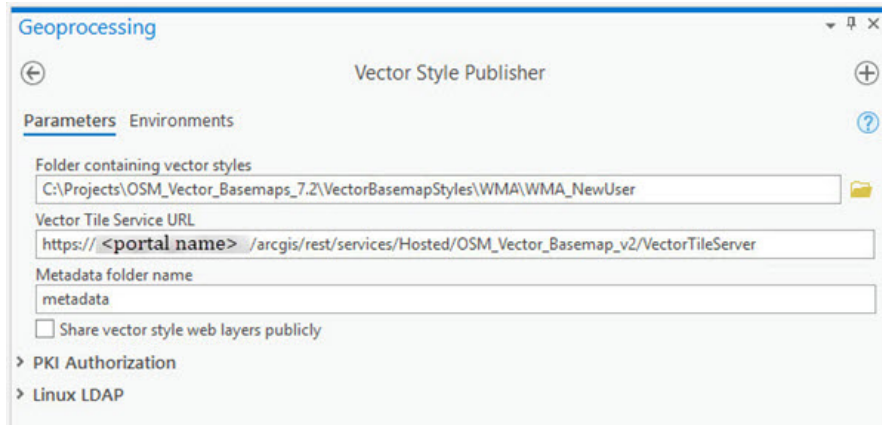 Geoprocessing
Vector Style Publisher
Parameters Environments
Folder containing vector styles
C:\Projects\OSM_Vector_Basemaps_7.2\VectorBasemapStyles\WMA\WMA_NewUser
Vector Tile Service URL
https:// <portal name> /arcgis/rest/services/Hosted/OSM_Vector_Basemap_v2/VectorTileServer
Metadata folder name
metadata
Share vector style web layers publicly
> PKI Authorization
> Linux LDAP